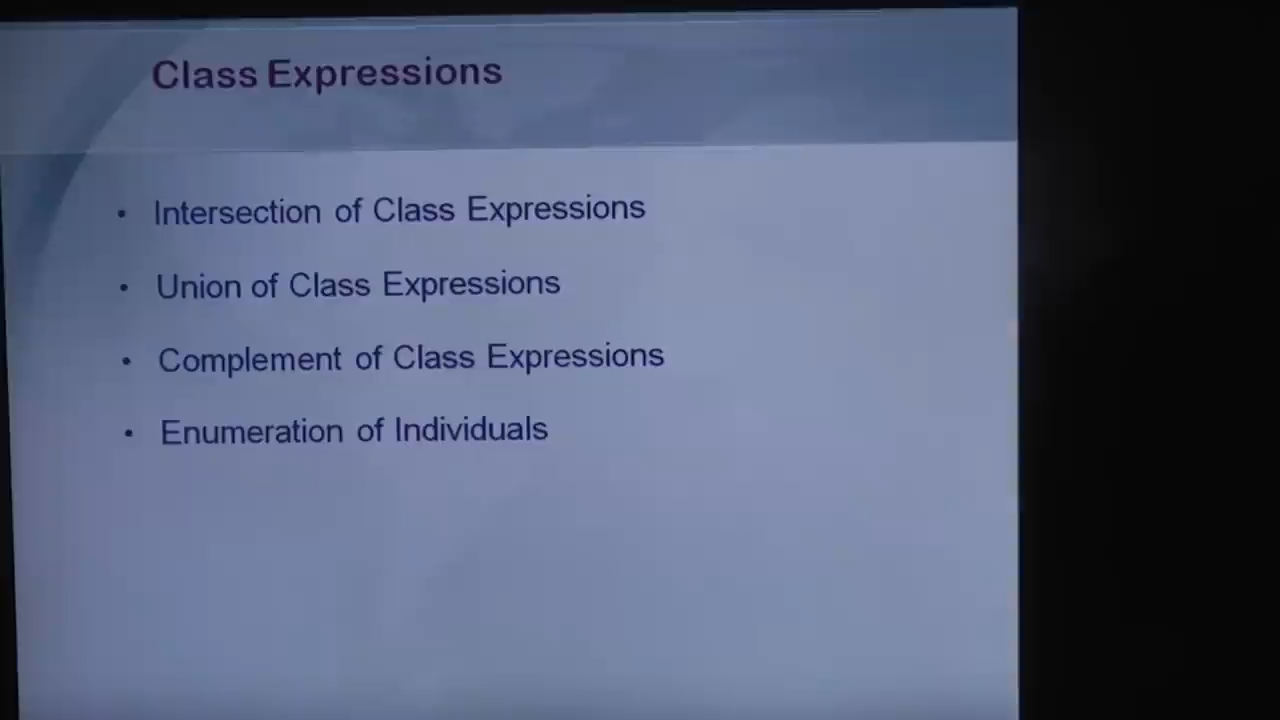 Class Expressions
• Intersection of Class Expressions
• Union of Class Expressions
• Complement of Class Expressions
• Enumeration of Individuals